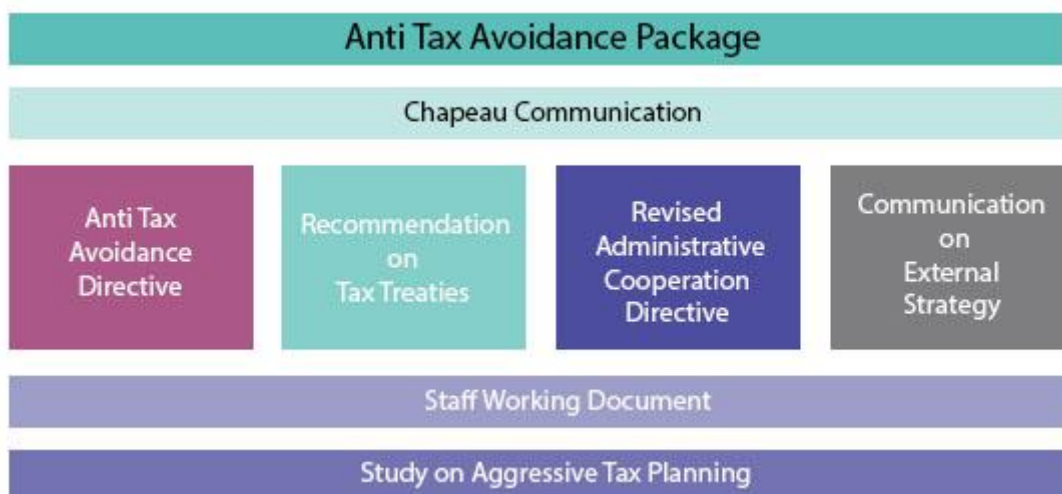 Anti Tax Avoidance Package
Chapeau Communication
Anti Tax
Avoidance
Directive
Recommendation
on
Tax Treaties
Revised
Administrative
Cooperation
Directive
Communication
on
External
Strategy
Staff Working Document
Study on Aggressive Tax Planning